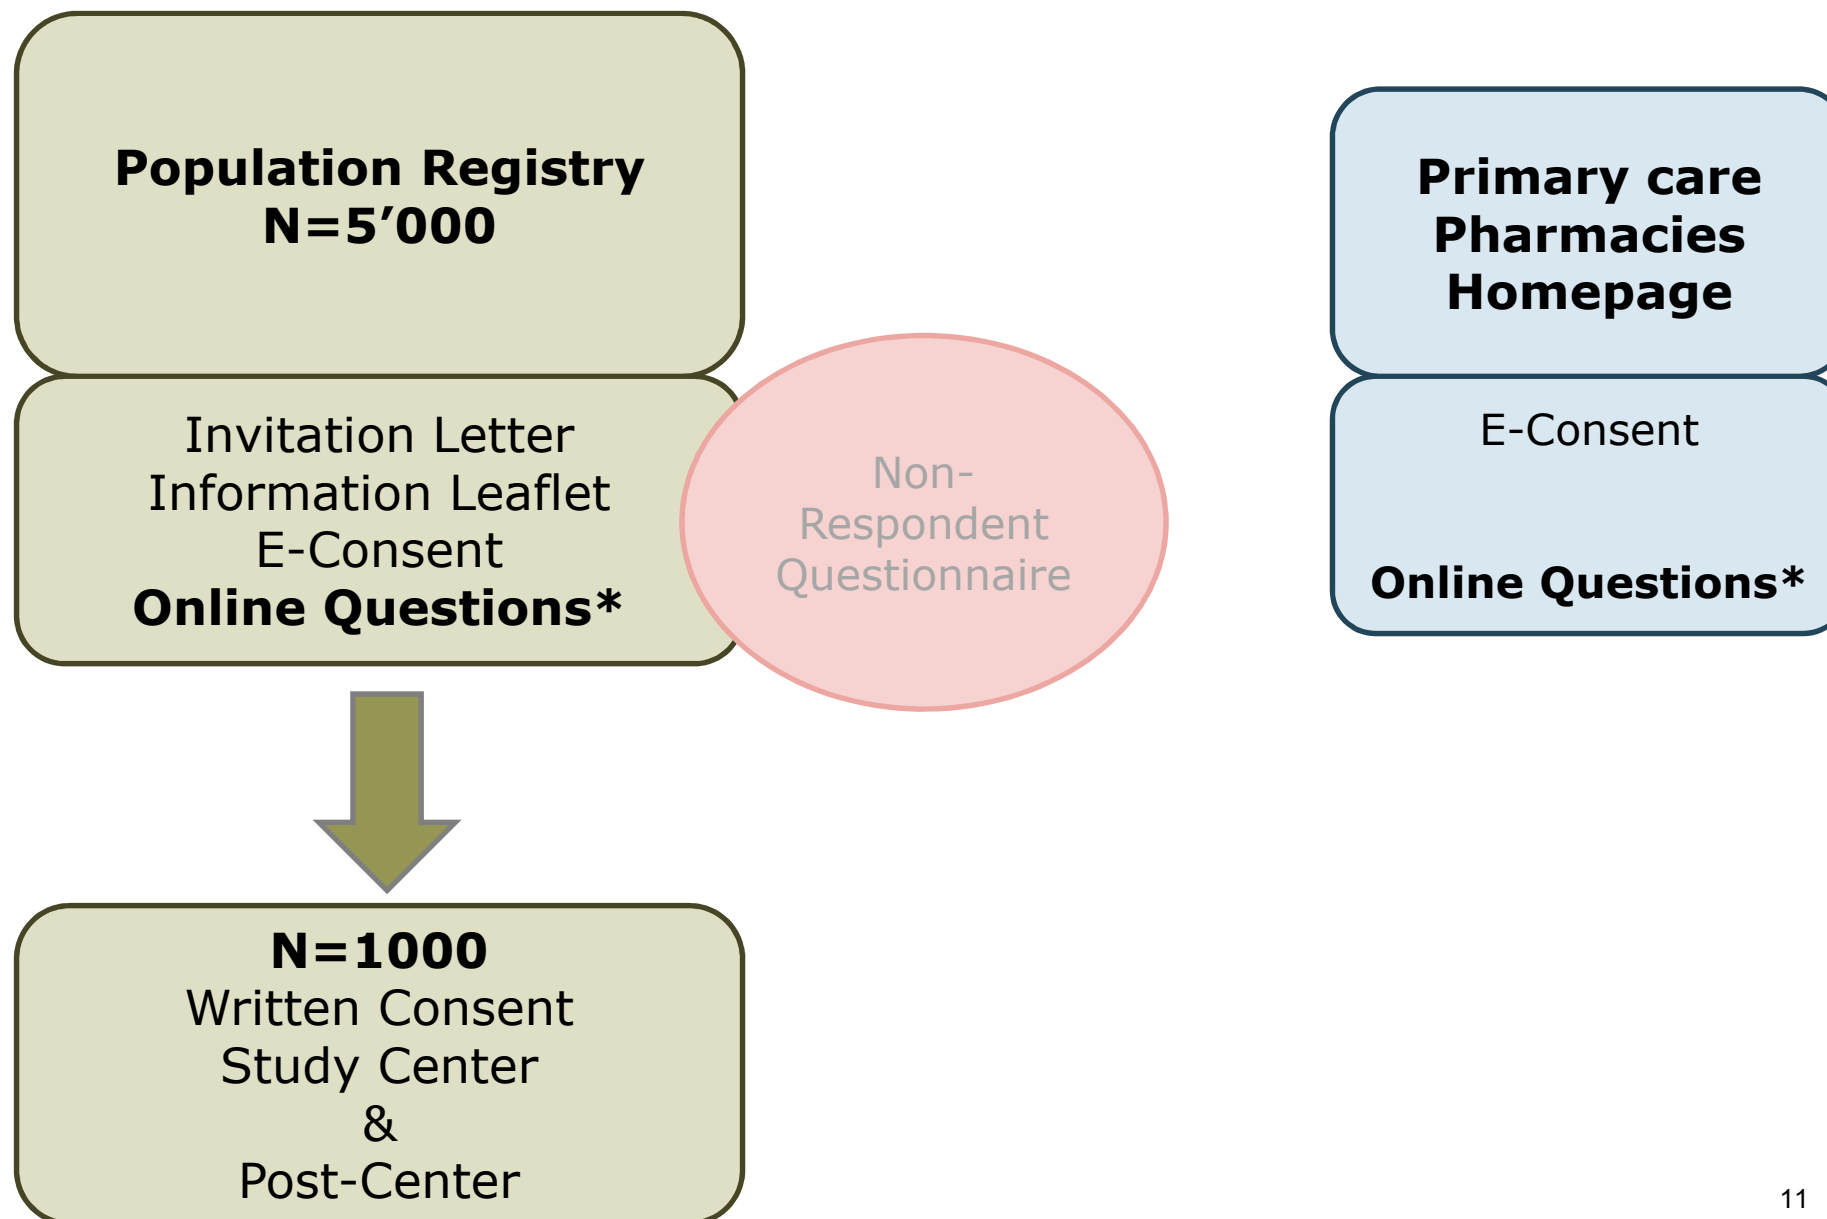 Population Registry
N=5’000
Invitation Letter
Information Leaflet
E-Consent
Online Questions*
Non-
Respondent
Questionnaire
Primary care
Pharmacies
Homepage
E-Consent
Online Questions*
N=1000
Written Consent
Study Center
&
Post-Center
11